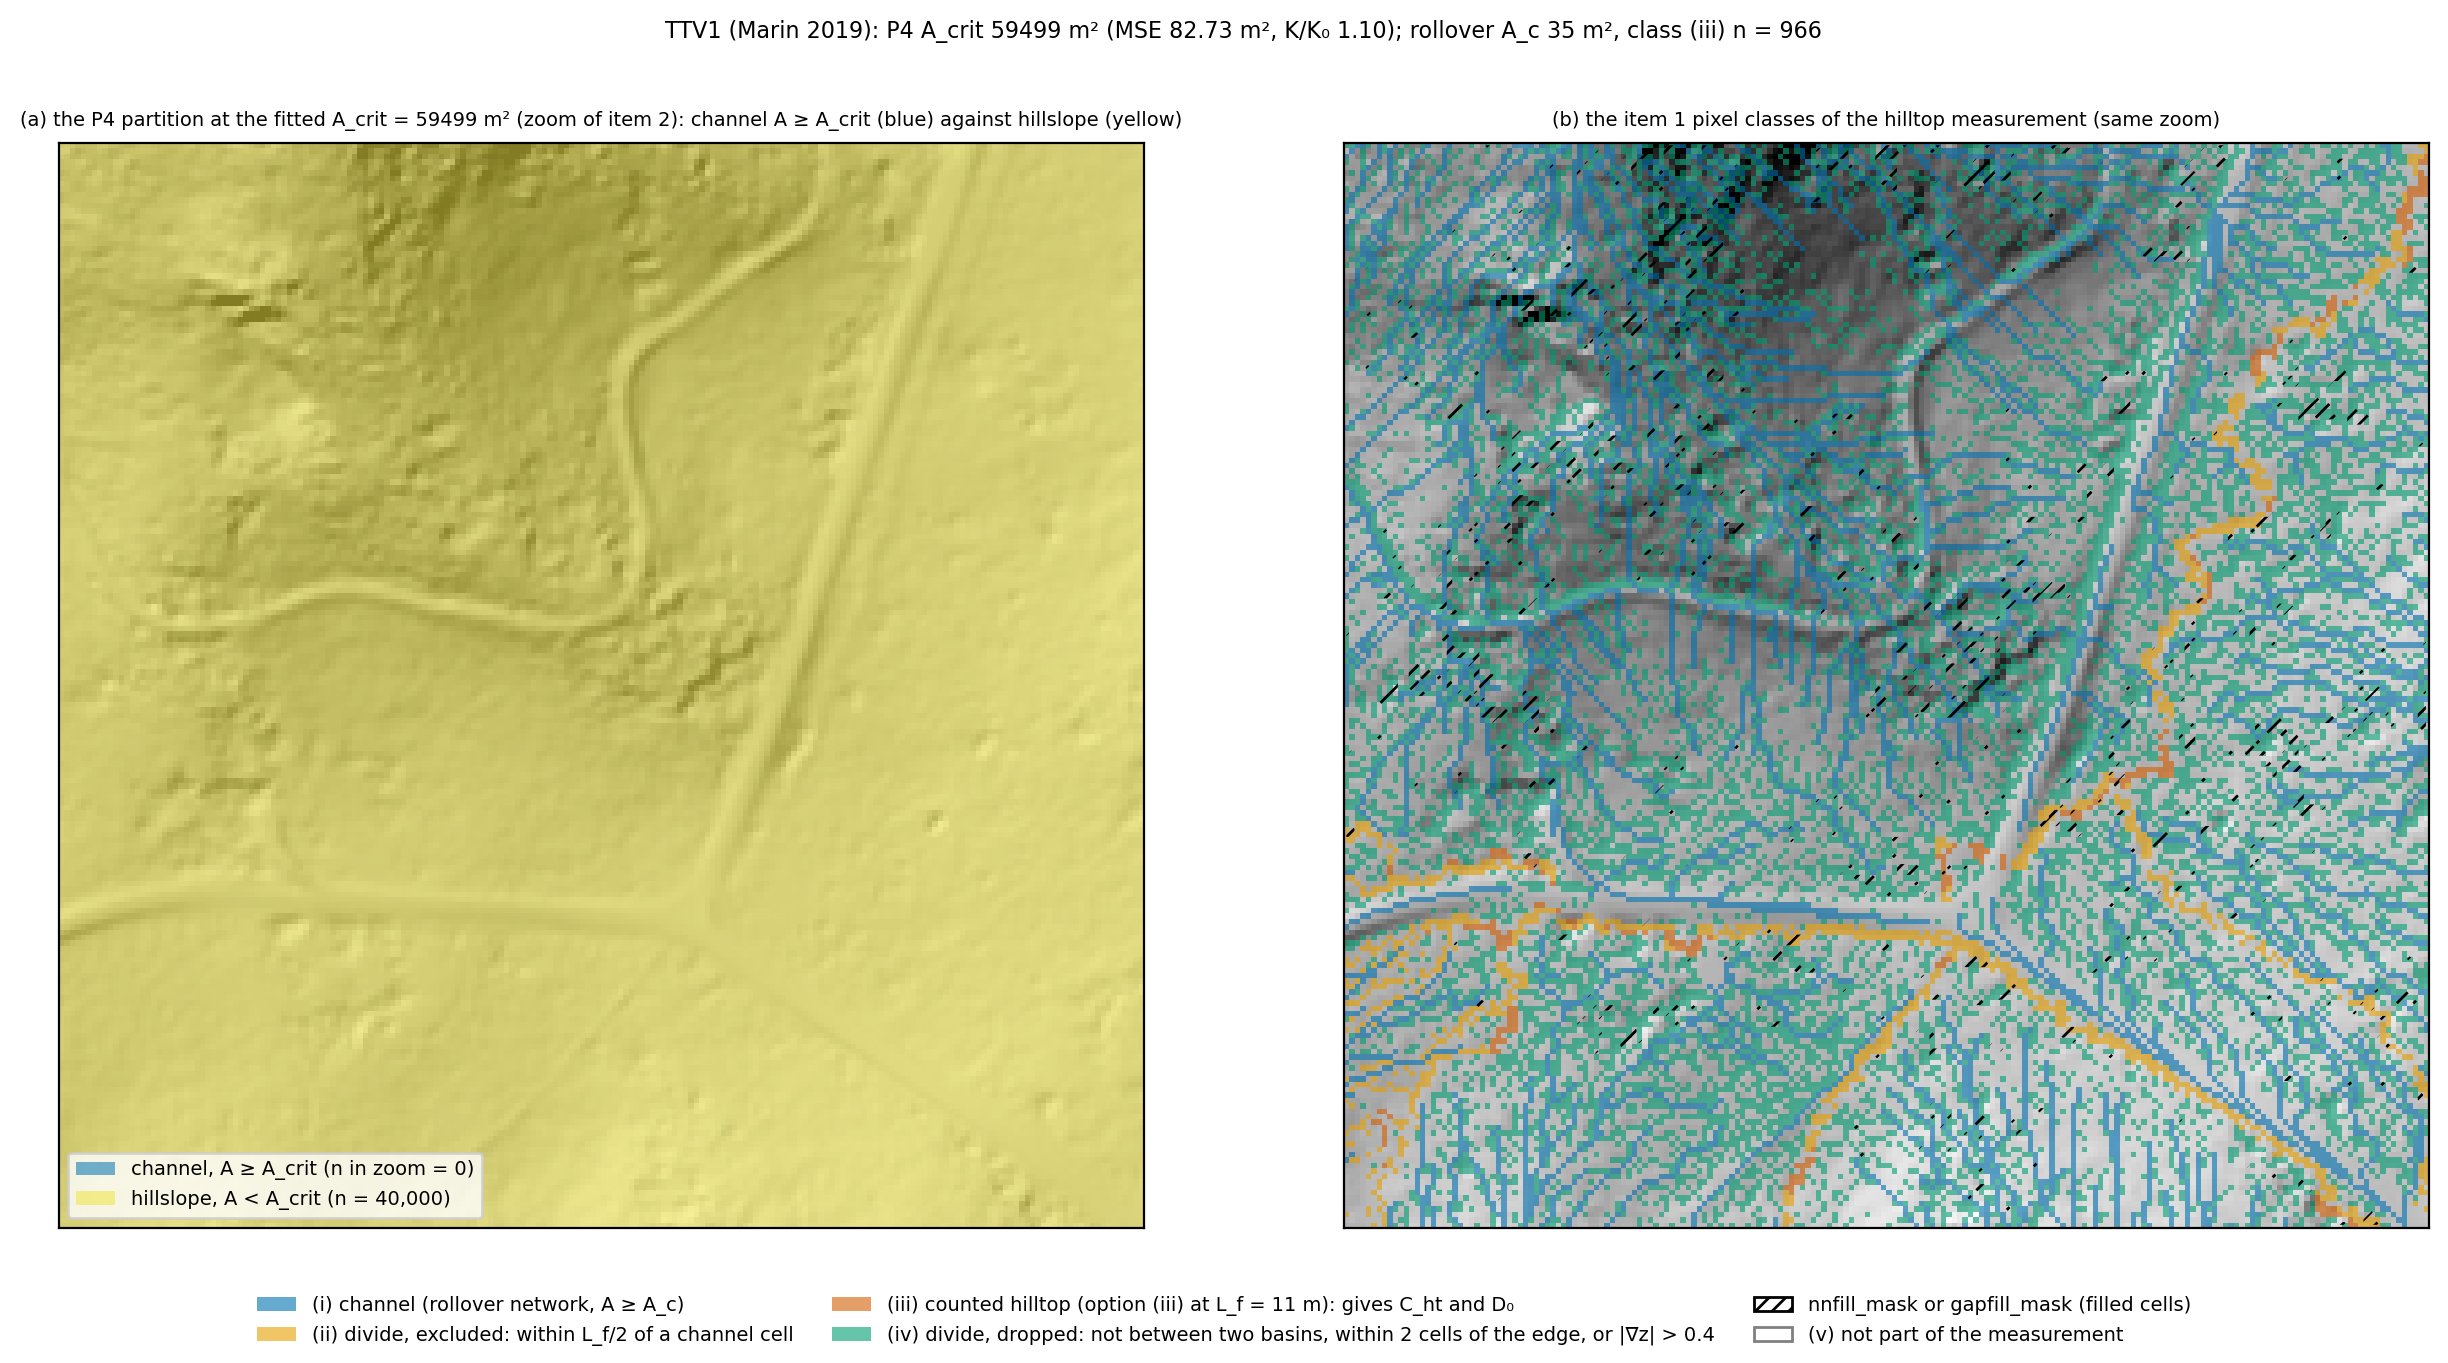 TTV1 (Marin 2019): P4 A_crit 59499 m² (MSE 82.73 m², K/K₀ 1.10); rollover A_c 35 m², class (iii) n = 966
(a) the P4 partition at the fitted A_crit = 59499 m² (zoom of item 2): channel A ≥ A_crit (blue) against hillslope (yellow)
(b) the item 1 pixel classes of the hilltop measurement (same zoom)
channel, A ≥ A_crit (n in zoom = 0)
hillslope, A < A_crit (n = 40,000)
(i) channel (rollover network, A ≥ A_c)
(ii) divide, excluded: within L_f/2 of a channel cell
(iii) counted hilltop (option (iii) at L_f = 11 m): gives C_ht and D₀
(iv) divide, dropped: not between two basins, within 2 cells of the edge, or |∇z| > 0.4
nnfill_mask or gapfill_mask (filled cells)
(v) not part of the measurement